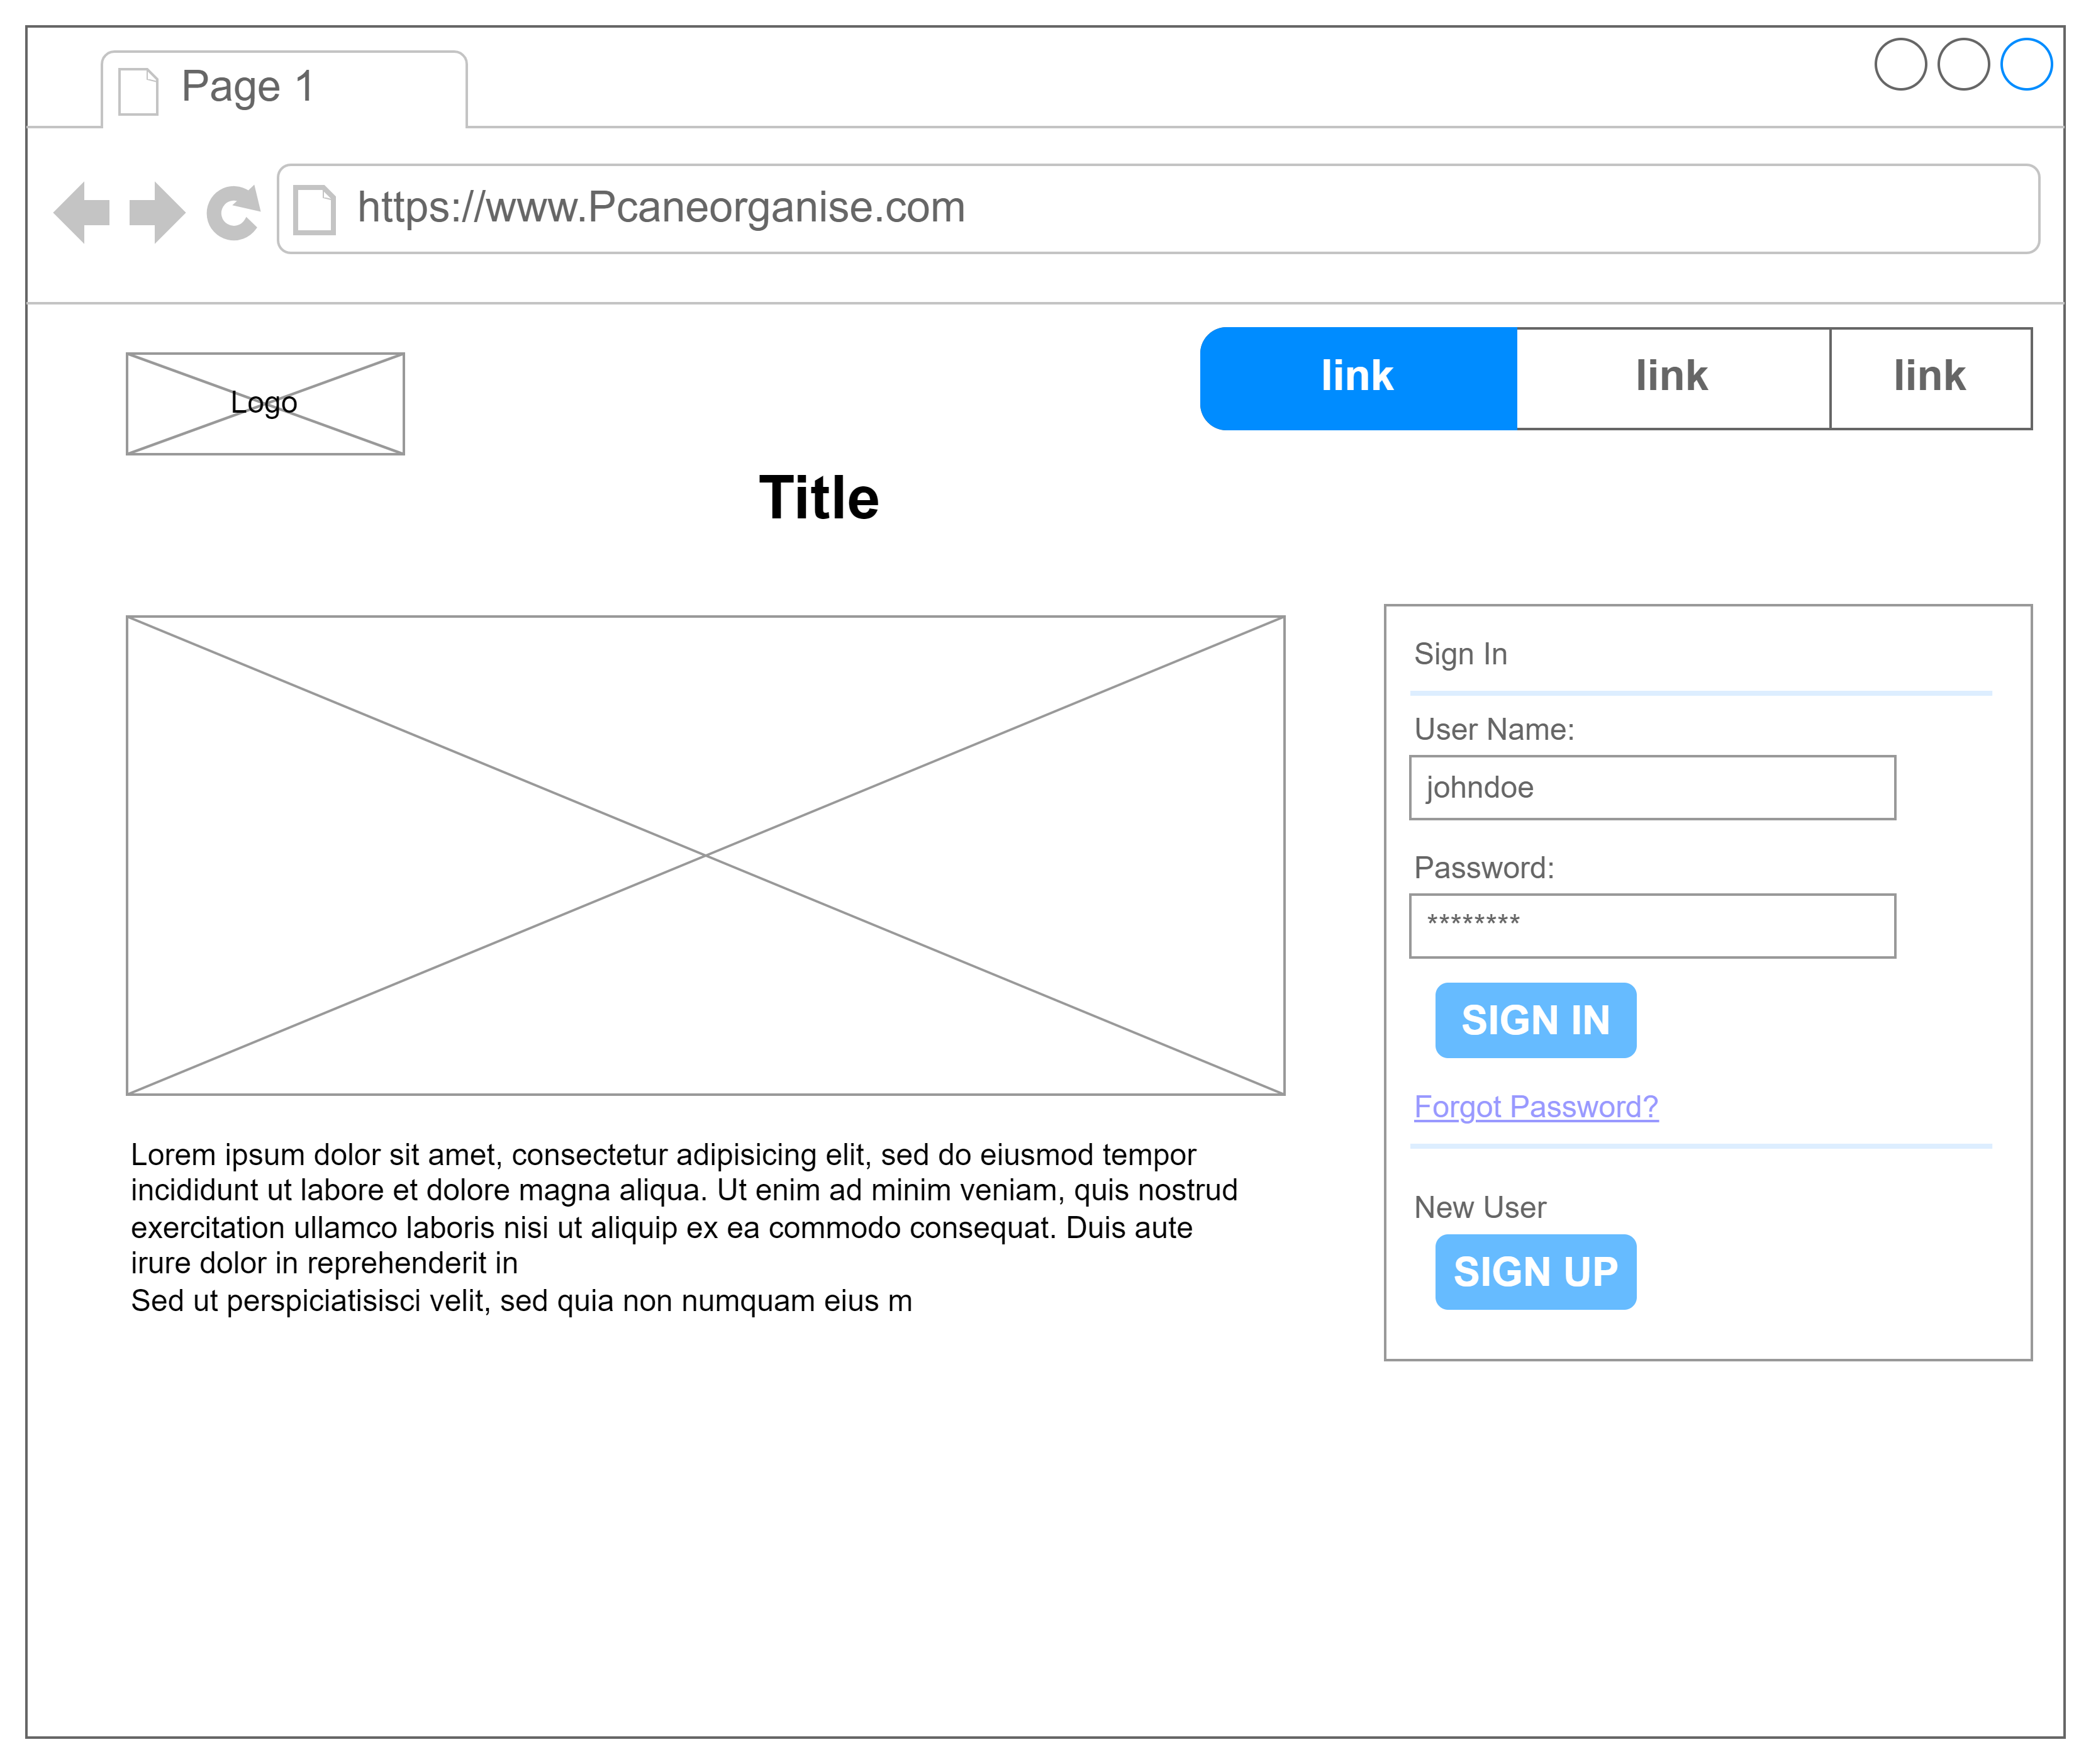 Page 1
https://www.Pcaneorganise.com
link
link
link
Logo
Title
Sign In
User Name:
johndoe
Password:
********
SIGN IN
Forgot Password?
New User
SIGN UP
Lorem ipsum dolor sit amet, consectetur adipisicing elit, sed do eiusmod tempor
incididunt ut labore et dolore magna aliqua. Ut enim ad minim veniam, quis nostrud
exercitation ullamco laboris nisi ut aliquip ex ea commodo consequat. Duis aute
irure dolor in reprehenderit in
Sed ut perspiciatisisci velit, sed quia non numquam eius m